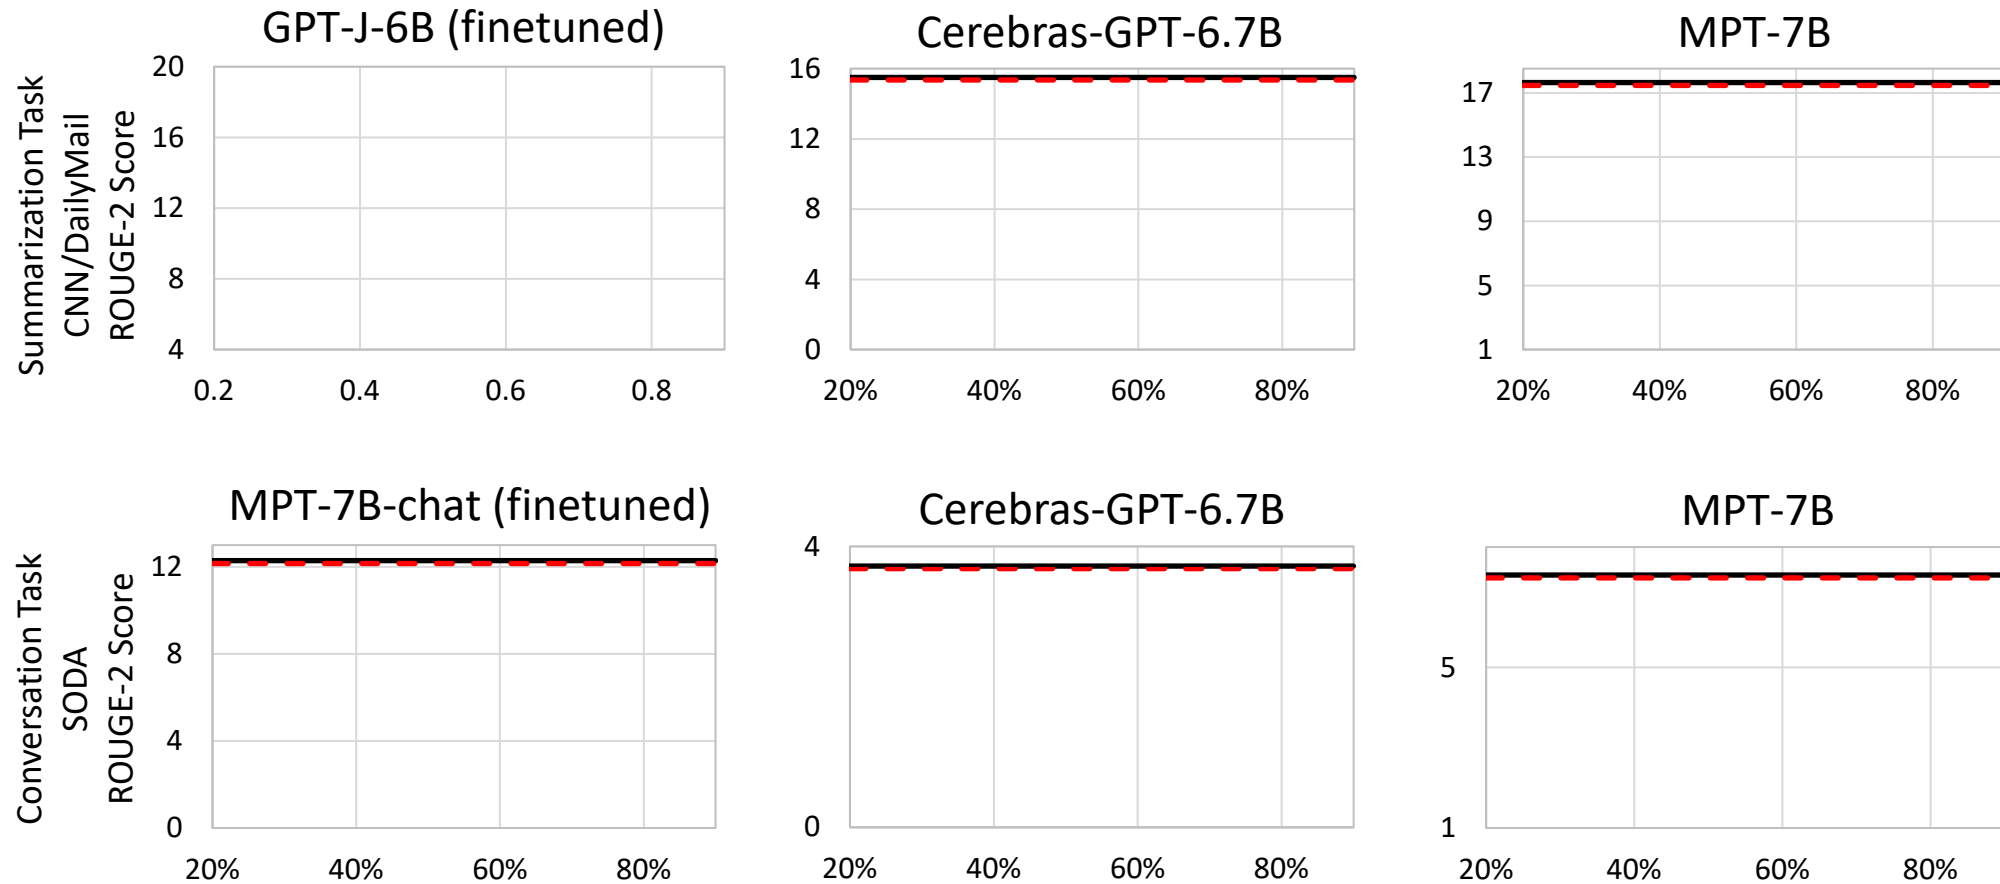 GPT-J-6B (finetuned)
Cerebras-GPT-6.7B
MPT-7B
Summarization Task
CNN/DailyMail
ROUGE-2 Score
20
16
12
8
4
0.2 0.4 0.6 0.8
16
12
8
4
0
20% 40% 60% 80%
17
13
9
5
1
20% 40% 60% 80%
MPT-7B-chat (finetuned)
Cerebras-GPT-6.7B
MPT-7B
Conversation Task
SODA
ROUGE-2 Score
12
8
4
0
20% 40% 60% 80%
4
0
20% 40% 60% 80%
5
1
20% 40% 60% 80%